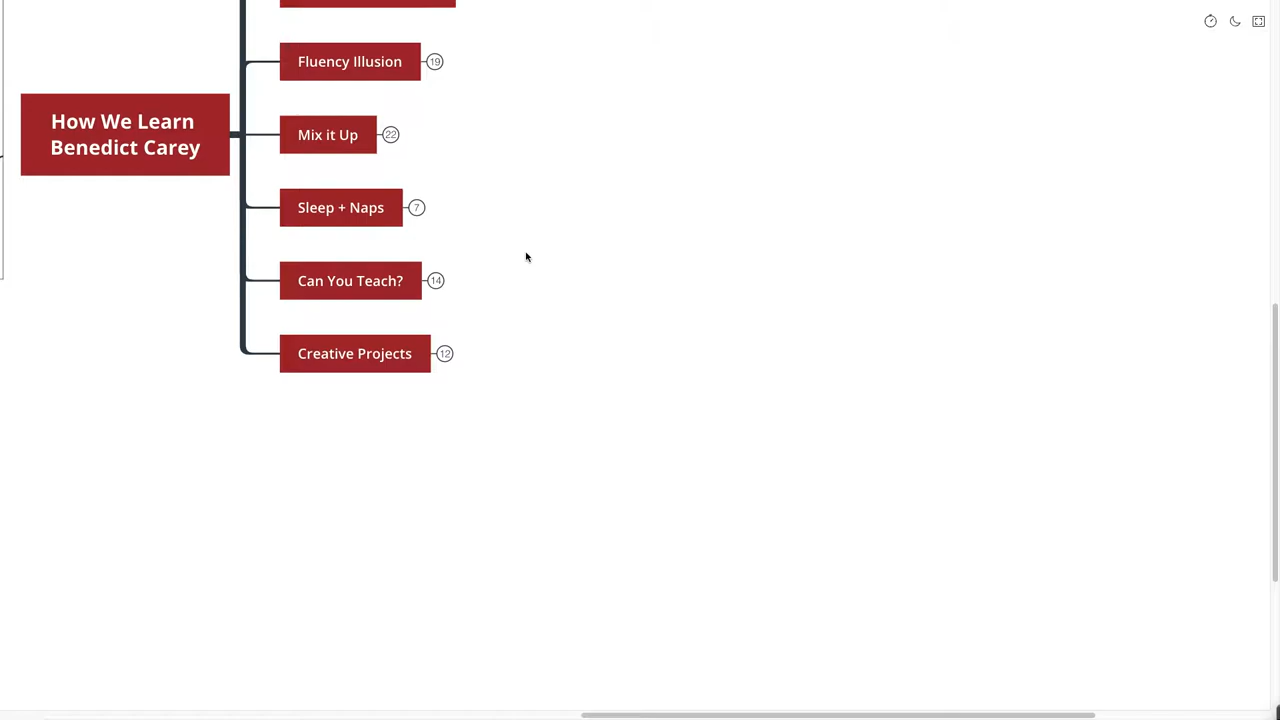 Fluency Illusion 19
How We Learn
Benedict Carey
Mix it Up 22
Sleep + Naps 7
Can You Teach? 14
Creative Projects 12